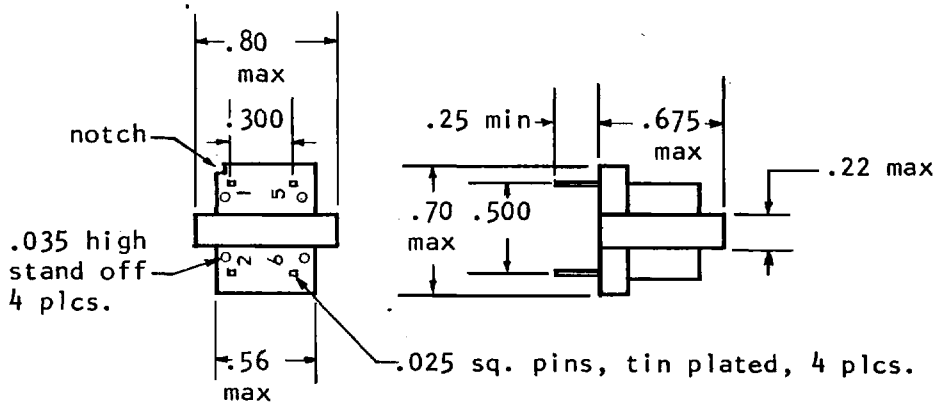 .80
max
.300
notch
1
5
2
6
.035 high
stand off
4 plcs.
.56
max
.025 sq. pins, tin plated, 4 plcs.
.25 min
.675
max
.22 max
.70
max
.500